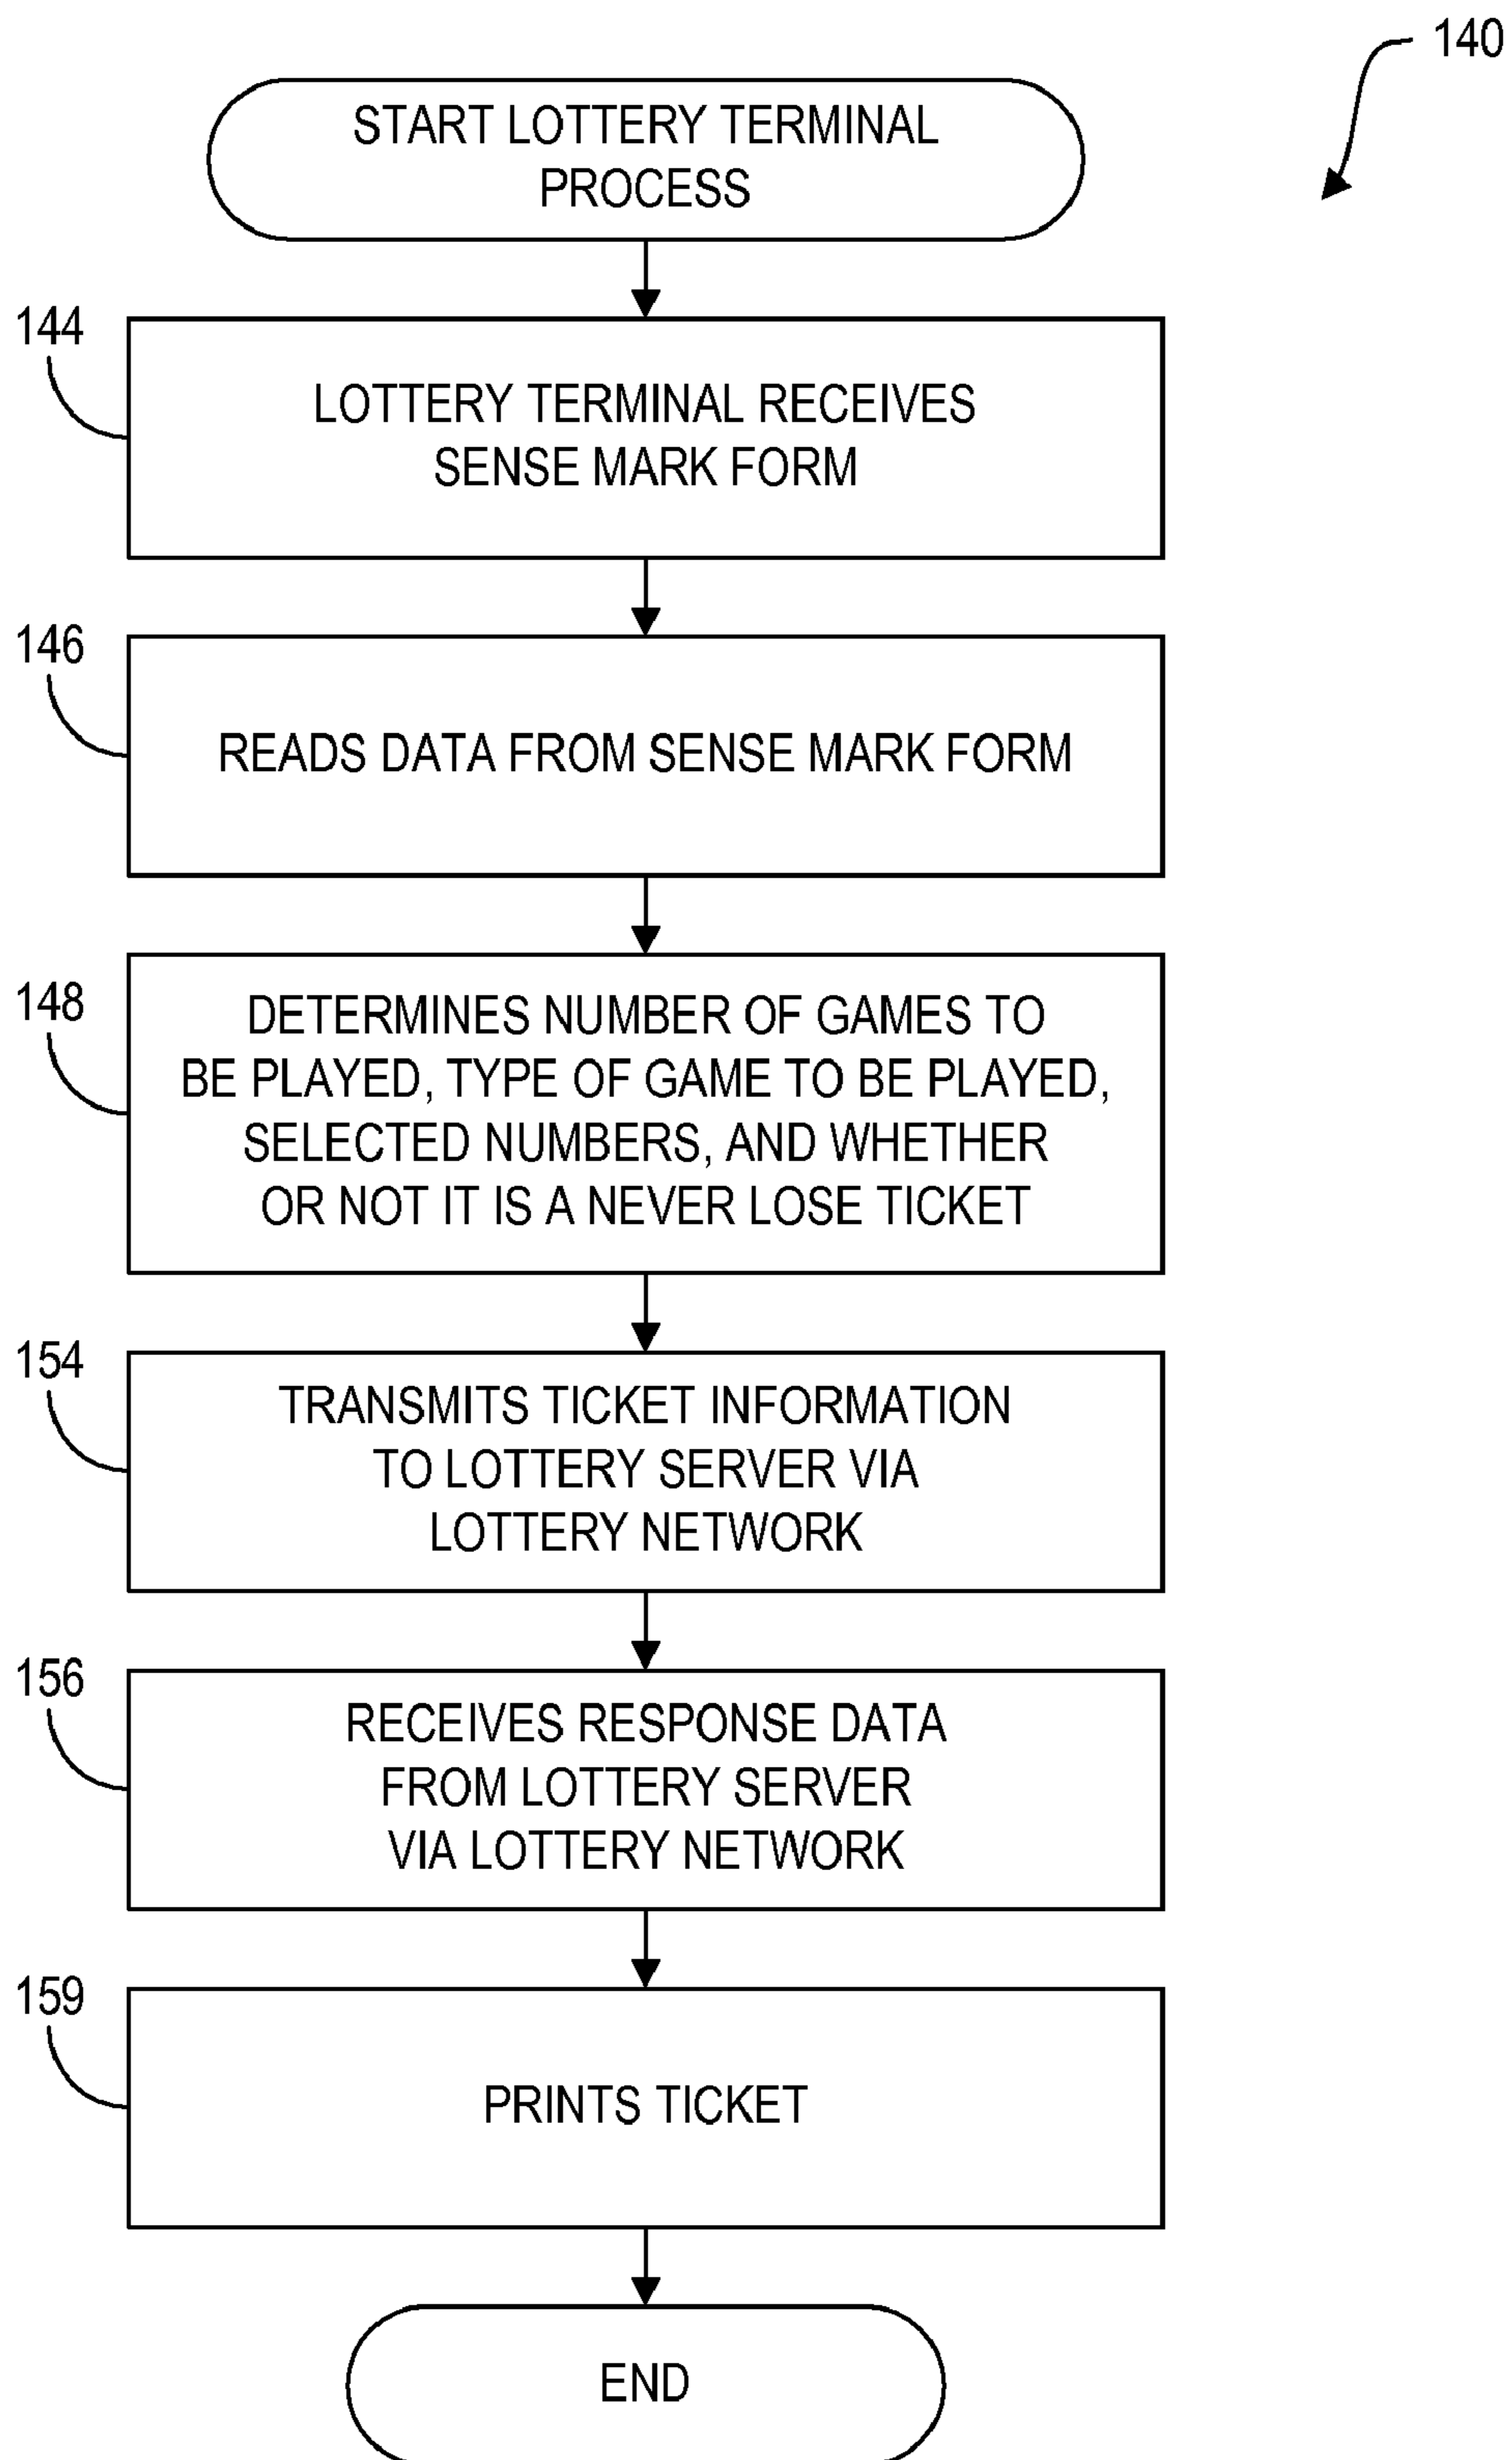 140
START LOTTERY TERMINAL
PROCESS
144
LOTTERY TERMINAL RECEIVES
SENSE MARK FORM
146
READS DATA FROM SENSE MARK FORM
148
DETERMINES NUMBER OF GAMES TO
BE PLAYED, TYPE OF GAME TO BE PLAYED,
SELECTED NUMBERS, AND WHETHER
OR NOT IT IS A NEVER LOSE TICKET
154
TRANSMITS TICKET INFORMATION
TO LOTTERY SERVER VIA
LOTTERY NETWORK
156
RECEIVES RESPONSE DATA
FROM LOTTERY SERVER
VIA LOTTERY NETWORK
159
PRINTS TICKET
END